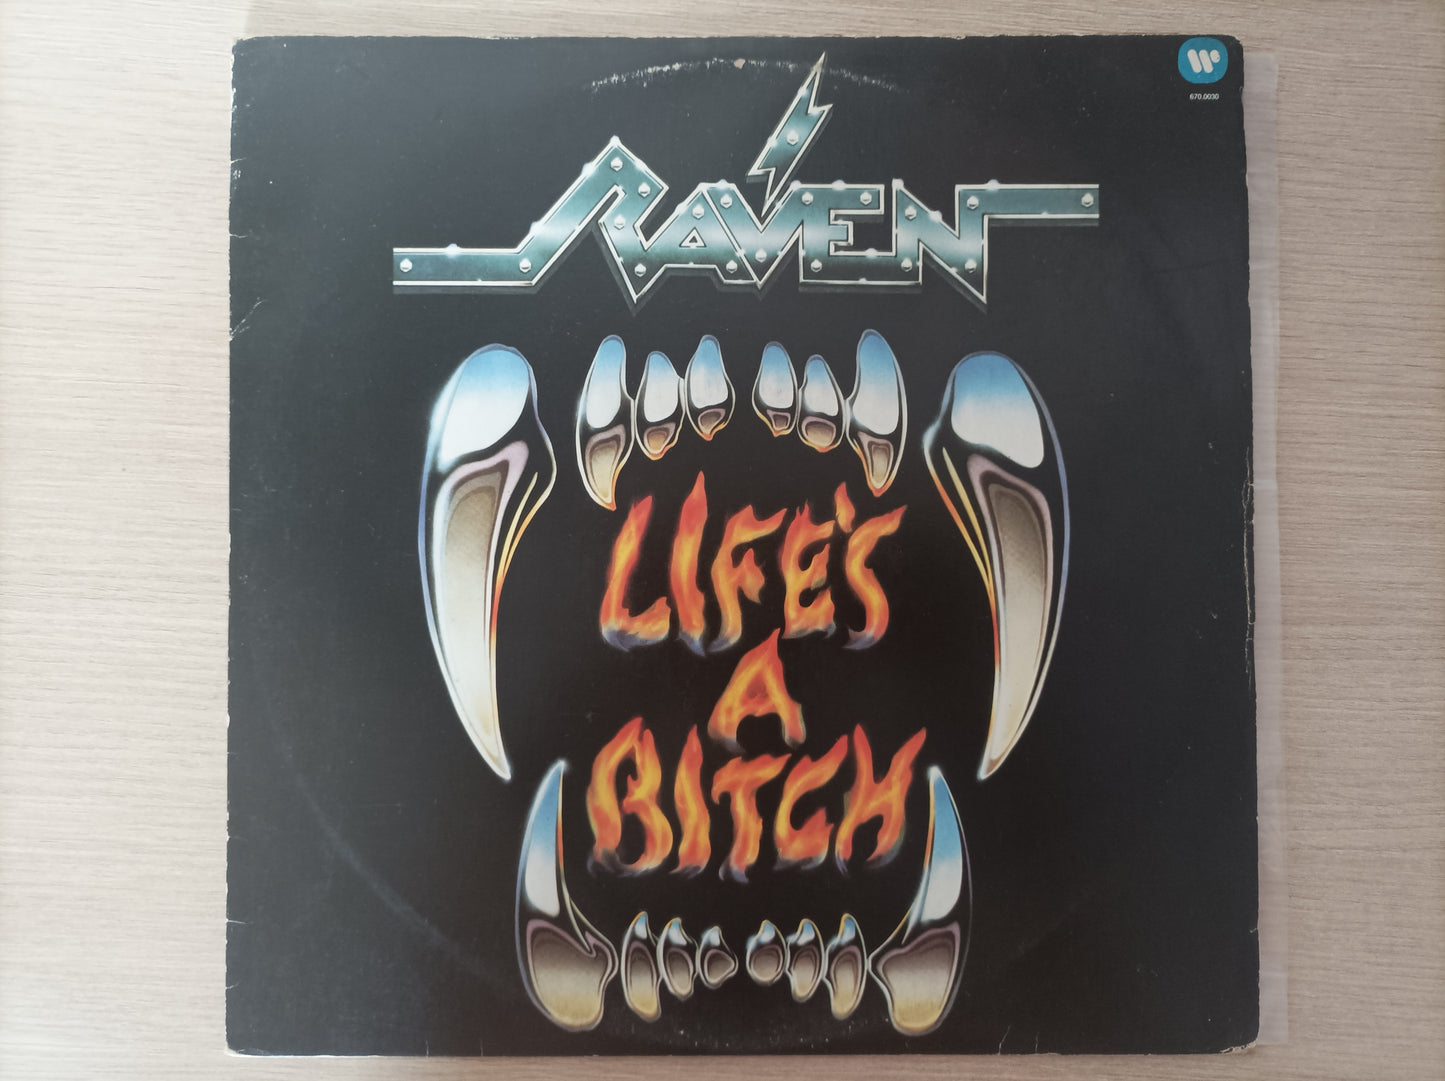 W
670.0030
RAVEN
LIFE'S
A
BITCH